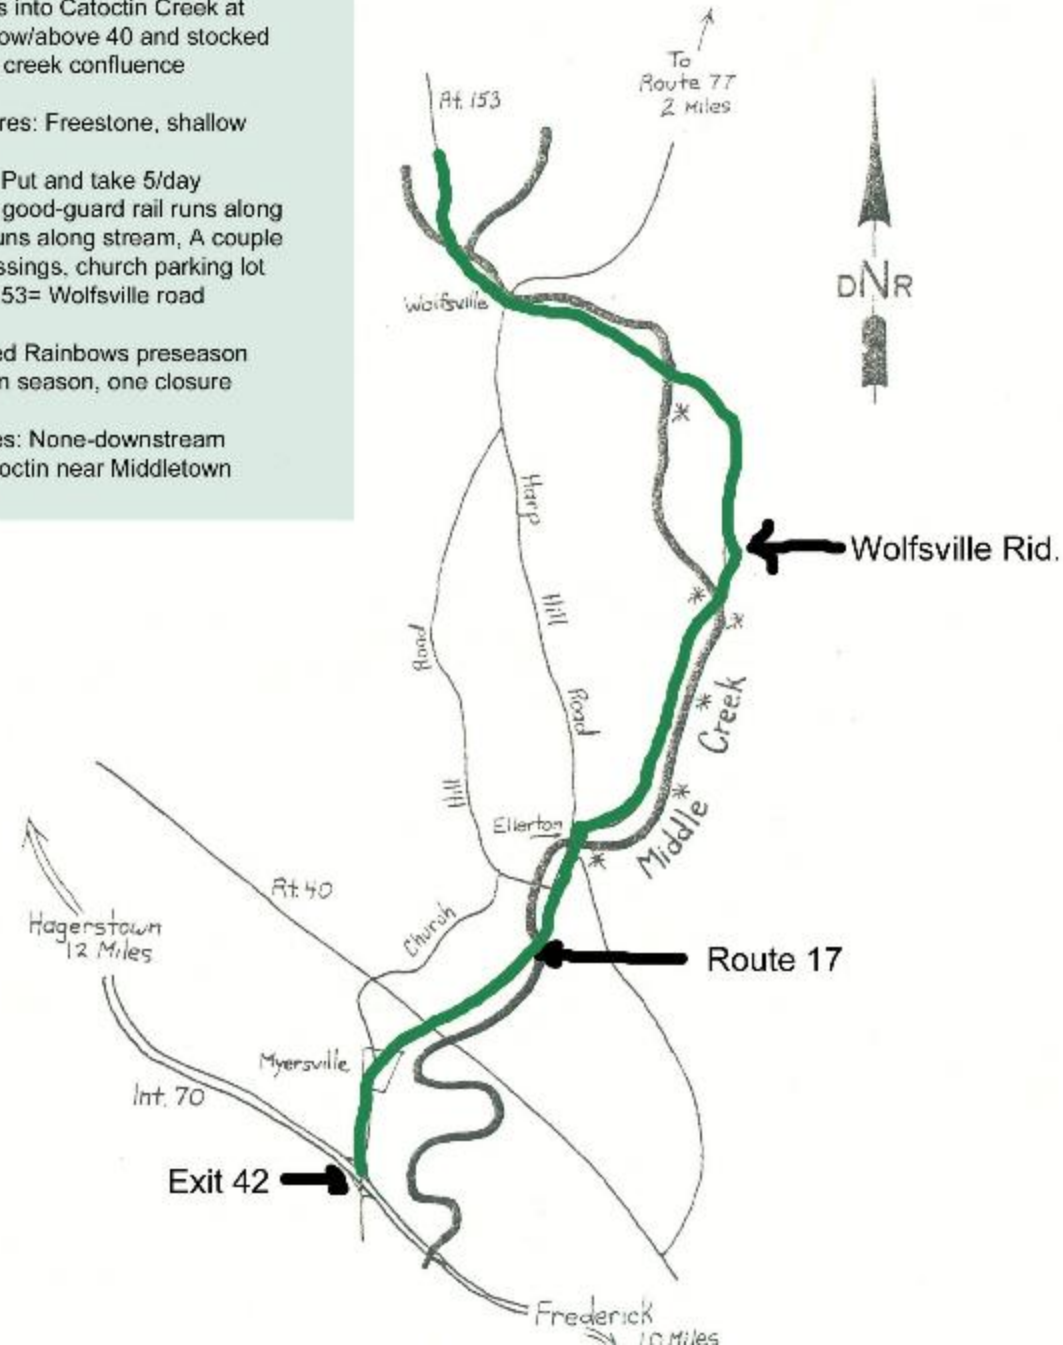 s into Catoctin Creek at
ow/above 40 and stocked
creek confluence
res: Freestone, shallow
Put and take 5/day
good-guard rail runs along
uns along stream, A couple
ssings, church parking lot
53= Wolfsville road
ed Rainbows preseason
n season, one closure
es: None-downstream
octin near Middletown
To
Route 77
2 Miles
Rt. 153
DNR
Wolfsville
Harp
Hill
Road
Wolfsville Rid.
Road
Hill
Middle Creek
Ellerton
Rt. 40
Church
Hagerstown
12 Miles
Route 17
Myersville
Int. 70
Exit 42
Frederick
10 Miles